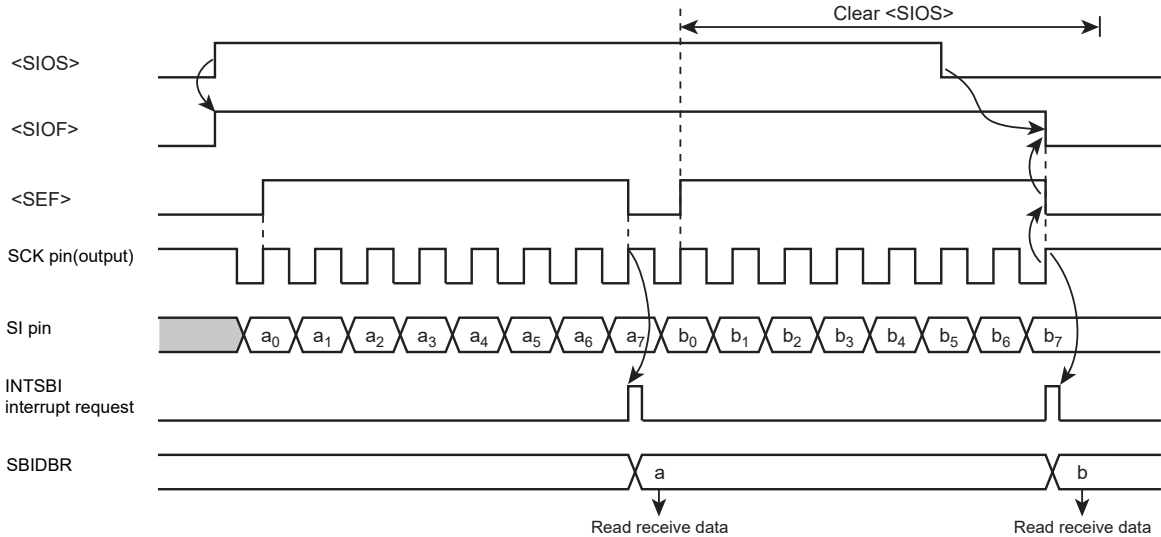 Clear <SIOS>
<SIOS>
<SIOF>
<SEF>
SCK pin(output)
SI pin
a0 a1 a2 a3 a4 a5 a6 a7 b0 b1 b2 b3 b4 b5 b6 b7
INTSBI
interrupt request
SBIDBR
a b
Read receive data Read receive data